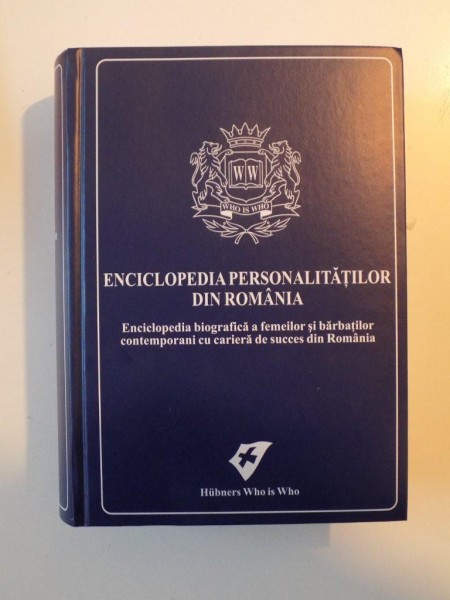 W W
WHO IS WHO
ENCICLOPEDIA PERSONALITĂȚILOR
DIN ROMÂNIA
Enciclopedia biografică a femeilor și bărbaților
contemporani cu carieră de succes din România
Hübners Who is Who